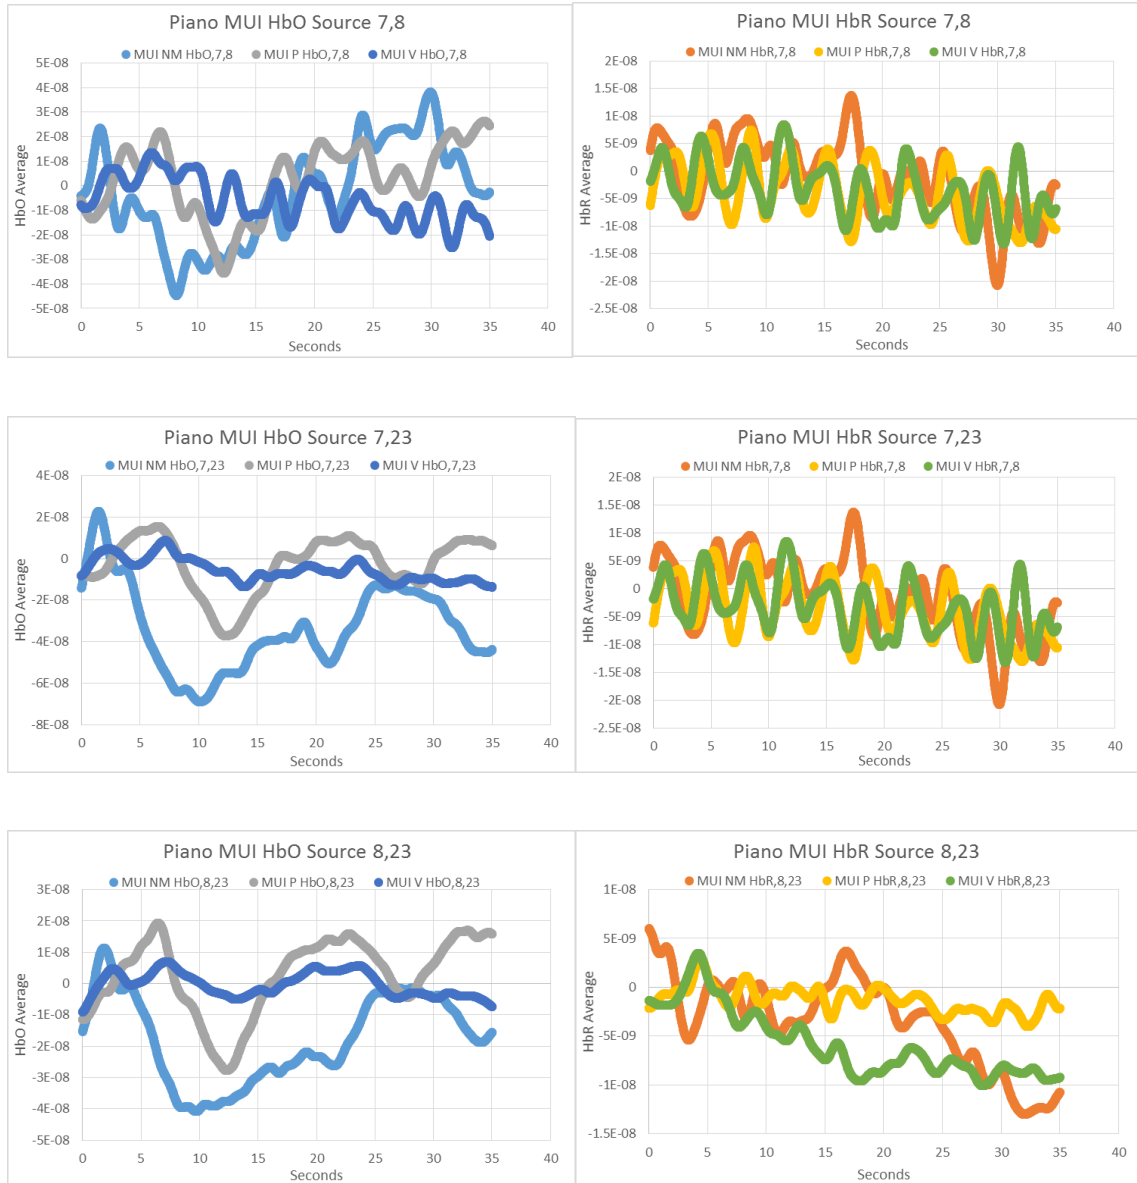 Piano MUI HbO Source 7,8
MUI NM HbO,7,8 MUI P HbO,7,8 MUI V HbO,7,8
HbO Average
5E-08
4E-08
3E-08
2E-08
1E-08
0
-1E-08
-2E-08
-3E-08
-4E-08
-5E-08
0 5 10 15 20 25 30 35 40
Seconds
Piano MUI HbR Source 7,8
MUI NM HbR,7,8 MUI P HbR,7,8 MUI V HbR,7,8
HbR Average
2E-08
1.5E-08
1E-08
5E-09
0
-5E-09
-1E-08
-1.5E-08
-2E-08
-2.5E-08
0 5 10 15 20 25 30 35 40
Seconds
Piano MUI HbO Source 7,23
MUI NM HbO,7,23 MUI P HbO,7,23 MUI V HbO,7,23
HbO Average
4E-08
2E-08
0
-2E-08
-4E-08
-6E-08
-8E-08
0 5 10 15 20 25 30 35 40
Seconds
Piano MUI HbR Source 7,23
MUI NM HbR,7,8 MUI P HbR,7,8 MUI V HbR,7,8
HbR Average
2E-08
1.5E-08
1E-08
5E-09
0
-5E-09
-1E-08
-1.5E-08
-2E-08
-2.5E-08
0 5 10 15 20 25 30 35 40
Seconds
Piano MUI HbO Source 8,23
MUI NM HbO,8,23 MUI P HbO,8,23 MUI V HbO,8,23
HbO Average
3E-08
2E-08
1E-08
0
-1E-08
-2E-08
-3E-08
-4E-08
-5E-08
0 5 10 15 20 25 30 35 40
Seconds
Piano MUI HbR Source 8,23
MUI NM HbR,8,23 MUI P HbR,8,23 MUI V HbR,8,23
HbR Average
1E-08
5E-09
0
-5E-09
-1E-08
-1.5E-08
0 5 10 15 20 25 30 35 40
Seconds